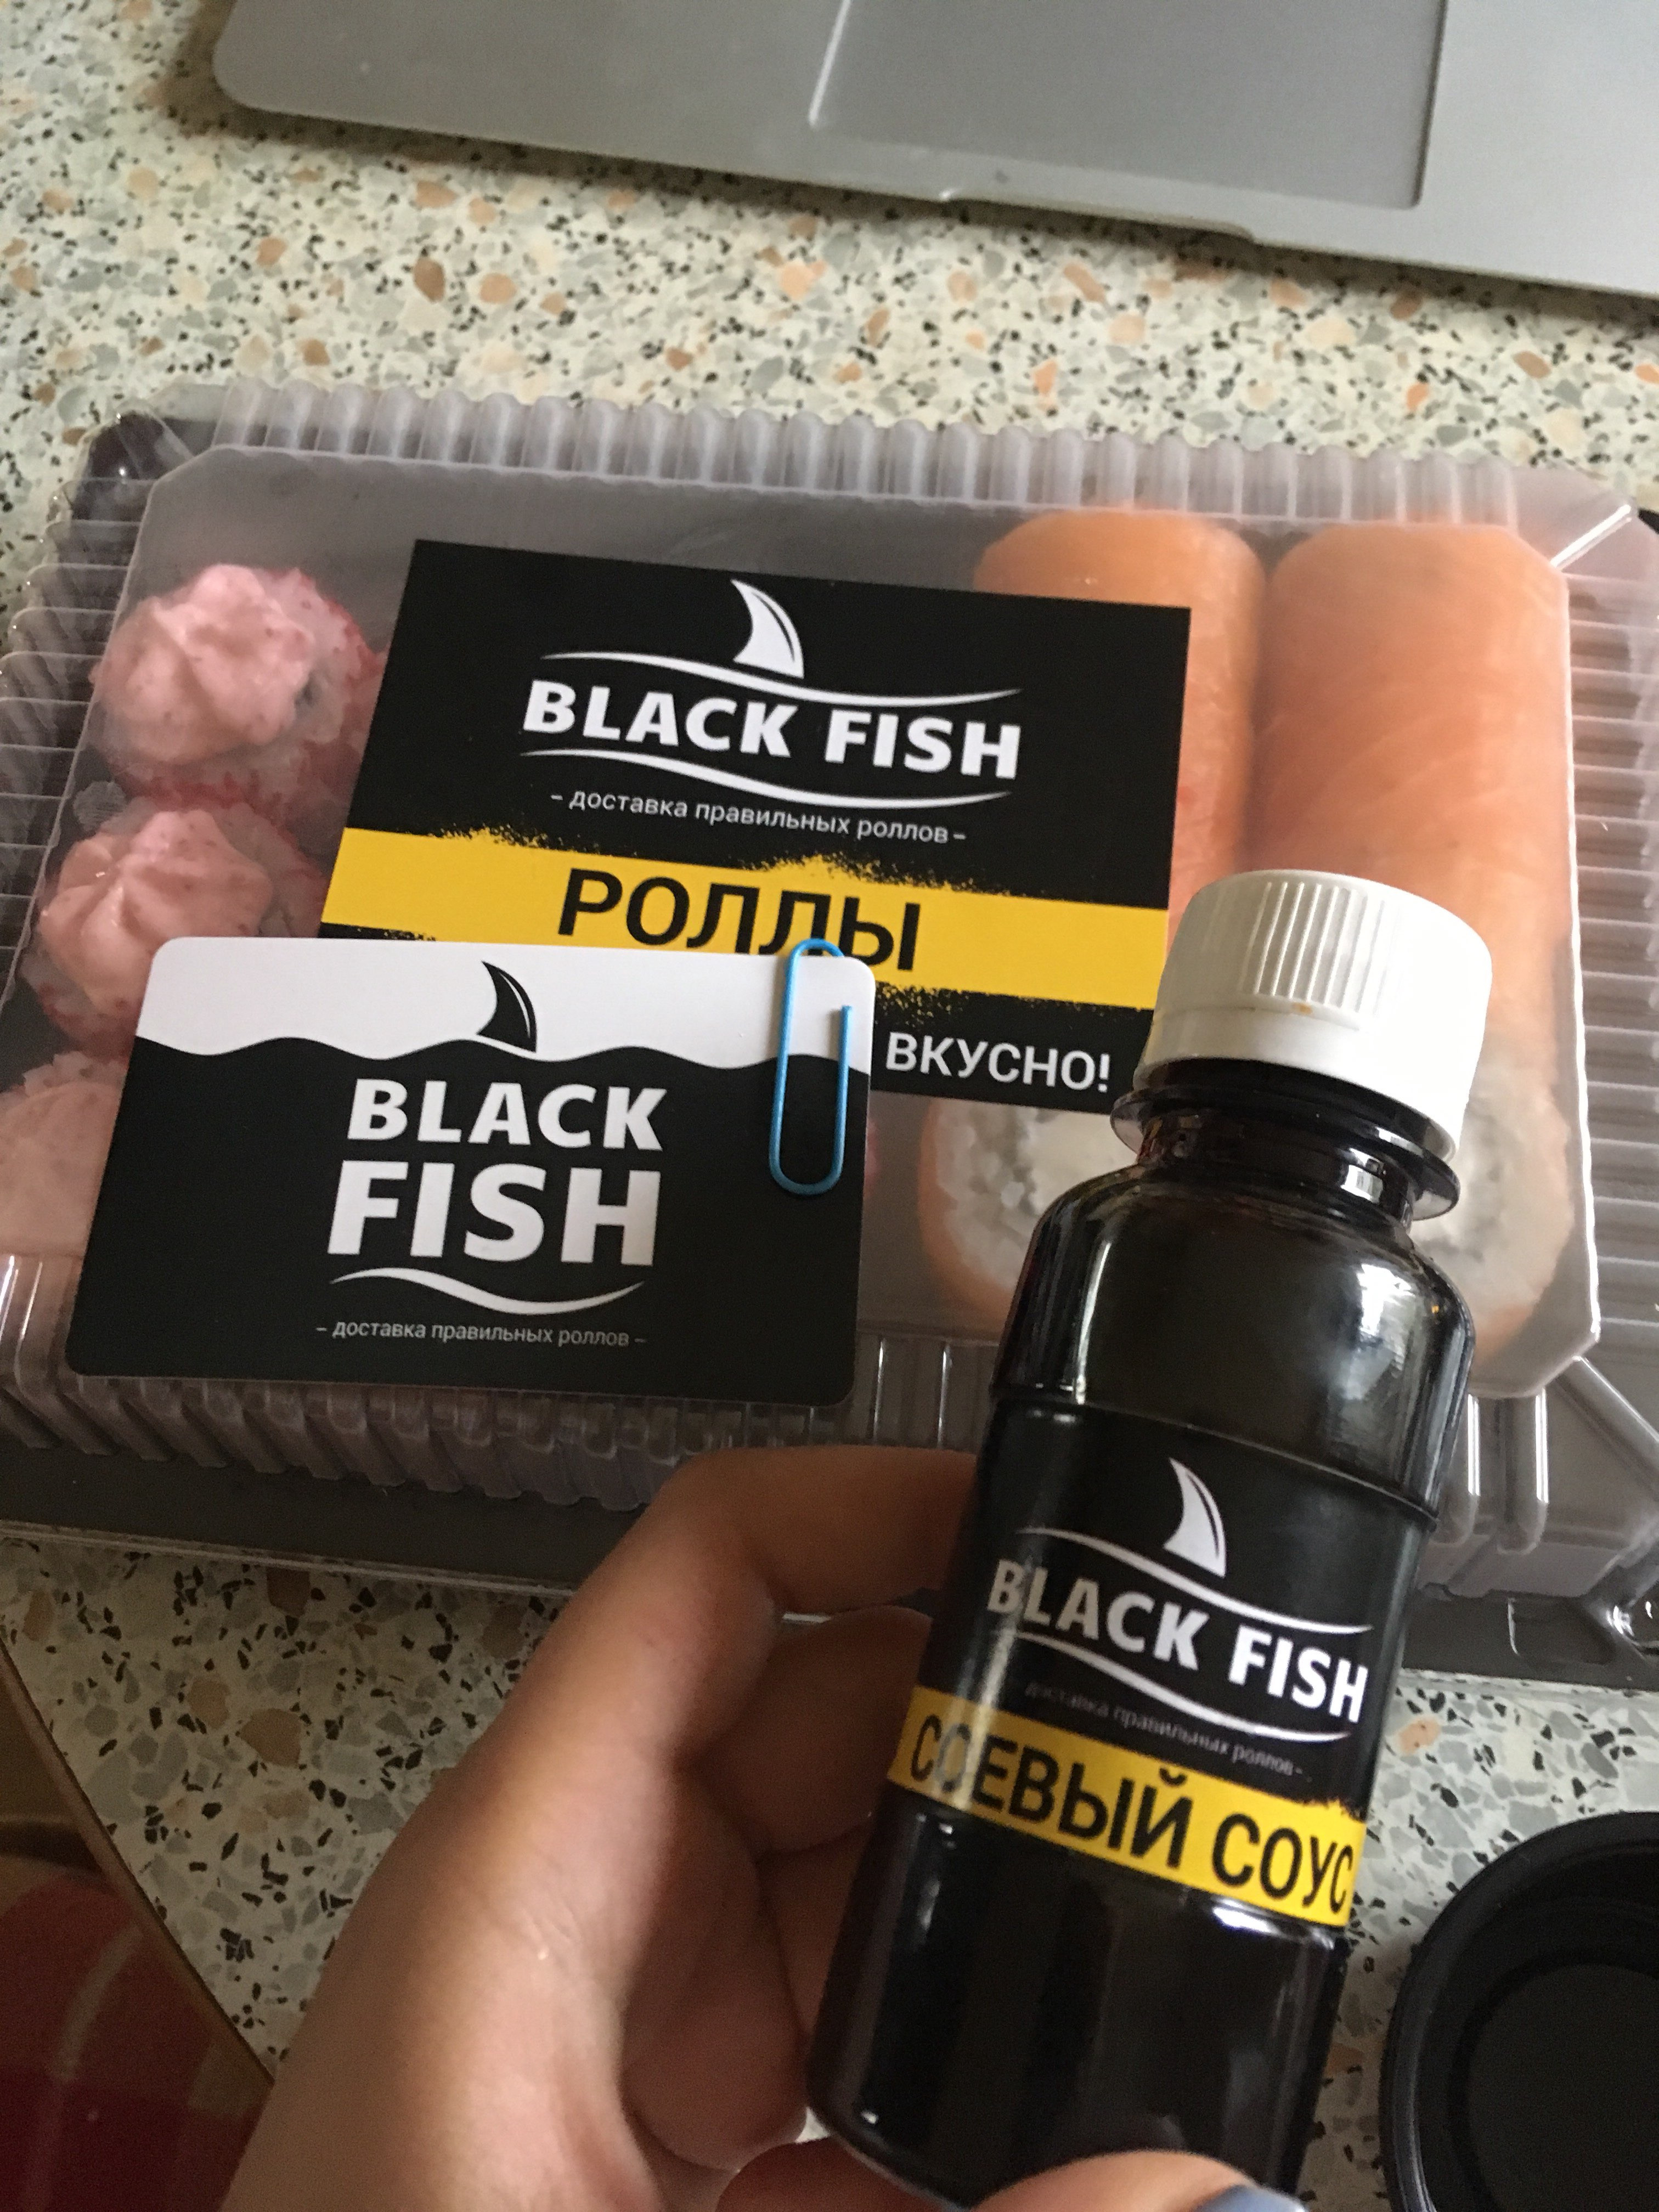 BLACK FISH
– доставка правильных роллов –
РОЛЛЫ
ВКУСНО!
BLACK
FISH
– доставка правильных роллов –
BLACK FISH
доставка правильных роллов –
СОЕВЫЙ СОУС